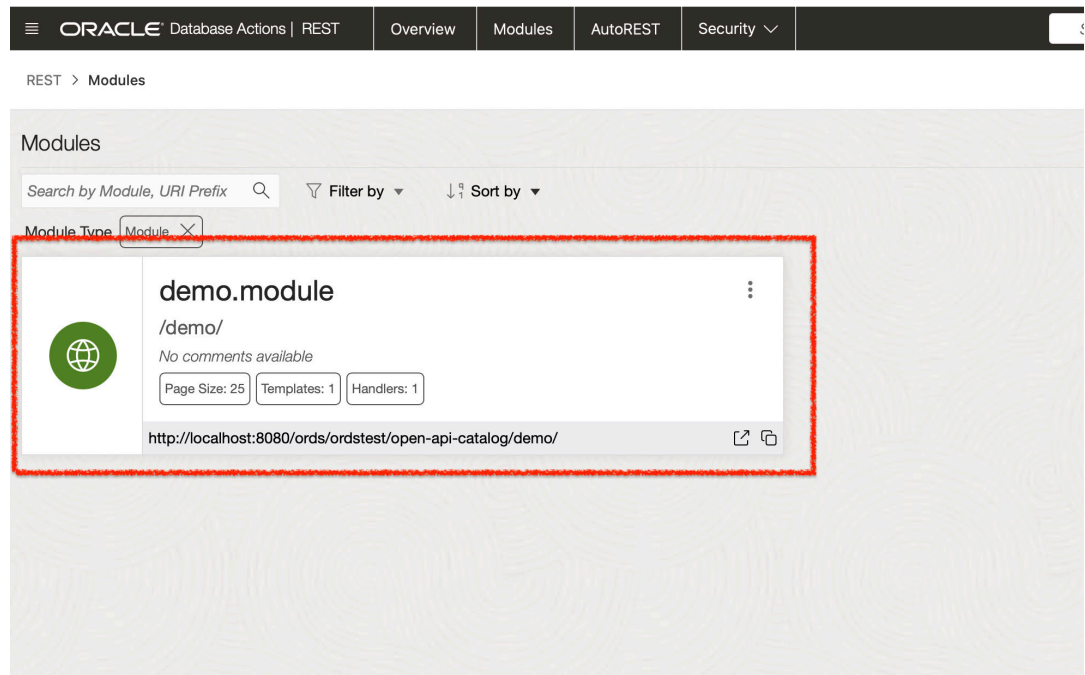 ORACLE Database Actions | REST Overview Modules AutoREST Security
REST > Modules
Modules
Search by Module, URI Prefix Filter by Sort by
Module Type Module
demo.module
/demo/
No comments available
Page Size: 25 Templates: 1 Handlers: 1
http://localhost:8080/ords/ordstest/open-api-catalog/demo/